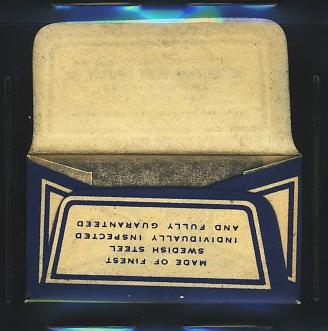 MADE OF FINEST
SWEDISH STEEL
INDIVIDUALLY INSPECTED
AND FULLY GUARANTEED